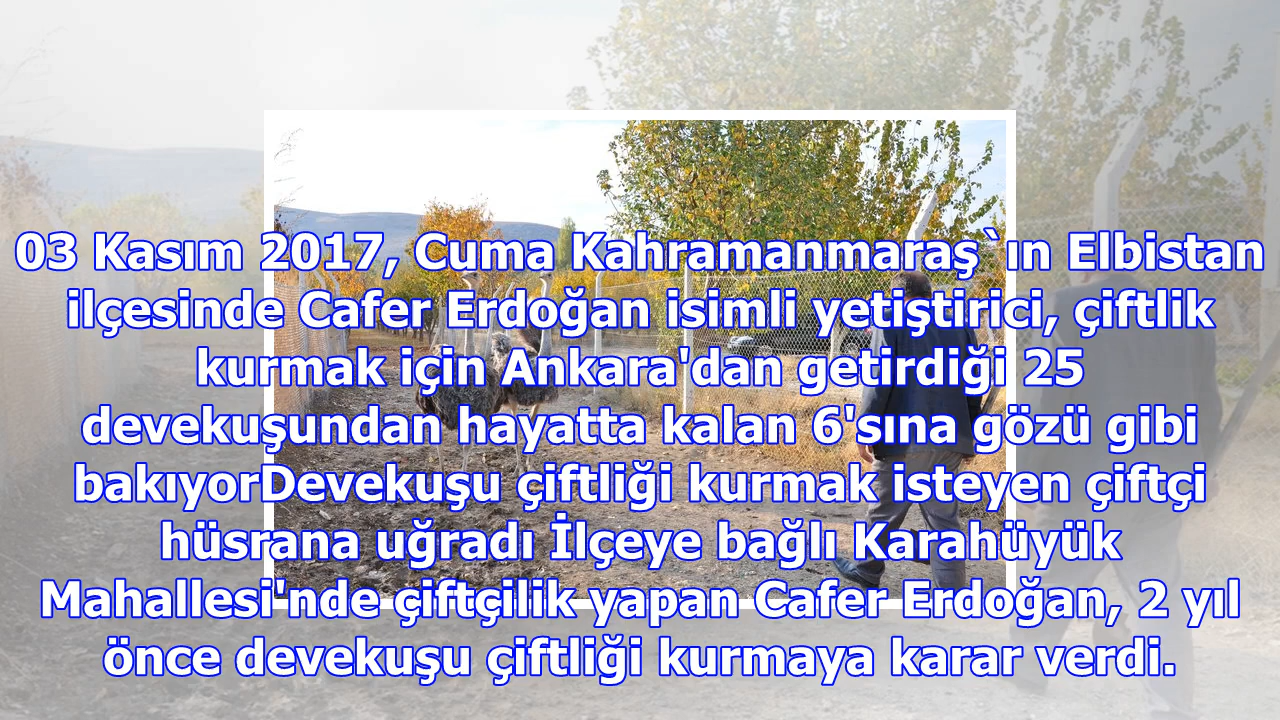 03 Kasım 2017, Cuma Kahramanmaraş`ın Elbistan
ilçesinde Cafer Erdoğan isimli yetiştirici, çiftlik
kurmak için Ankara'dan getirdiği 25
devekuşundan hayatta kalan 6'sına gözü gibi
bakıyorDevekuşu çiftliği kurmak isteyen çiftçi
hüsrana uğradı İlçeye bağlı Karahüyük
Mahallesi'nde çiftçilik yapan Cafer Erdoğan, 2 yıl
önce devekuşu çiftliği kurmaya karar verdi.